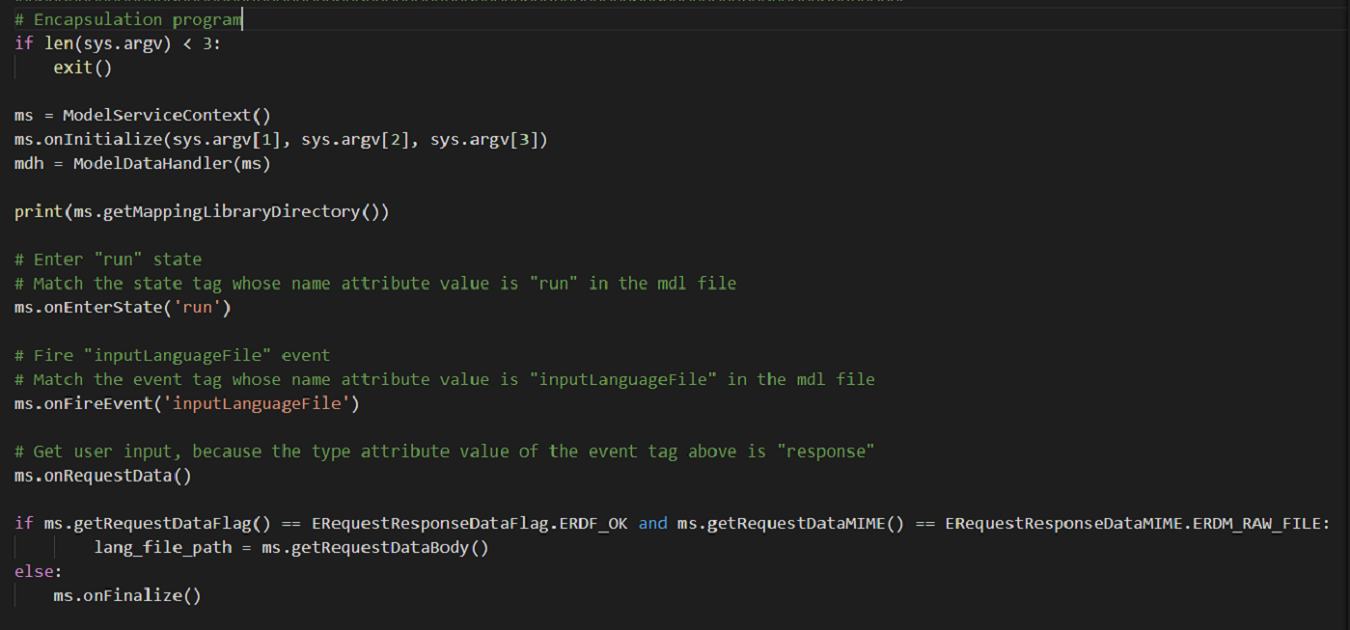 # Encapsulation program
if len(sys.argv) < 3:
    exit()
ms = ModelServiceContext()
ms.onInitialize(sys.argv[1], sys.argv[2], sys.argv[3])
mdh = ModelDataHandler(ms)
print(ms.getMappingLibraryDirectory())
# Enter "run" state
# Match the state tag whose name attribute value is "run" in the mdl file
ms.onEnterState('run')
# Fire "inputLanguageFile" event
# Match the event tag whose name attribute value is "inputLanguageFile" in the mdl file
ms.onFireEvent('inputLanguageFile')
# Get user input, because the type attribute value of the event tag above is "response"
ms.onRequestData()
if ms.getRequestDataFlag() == ERequestResponseDataFlag.ERDF_OK and ms.getRequestDataMIME() == ERequestResponseDataMIME.ERDM_RAW_FILE:
        lang_file_path = ms.getRequestDataBody()
else:
    ms.onFinalize()